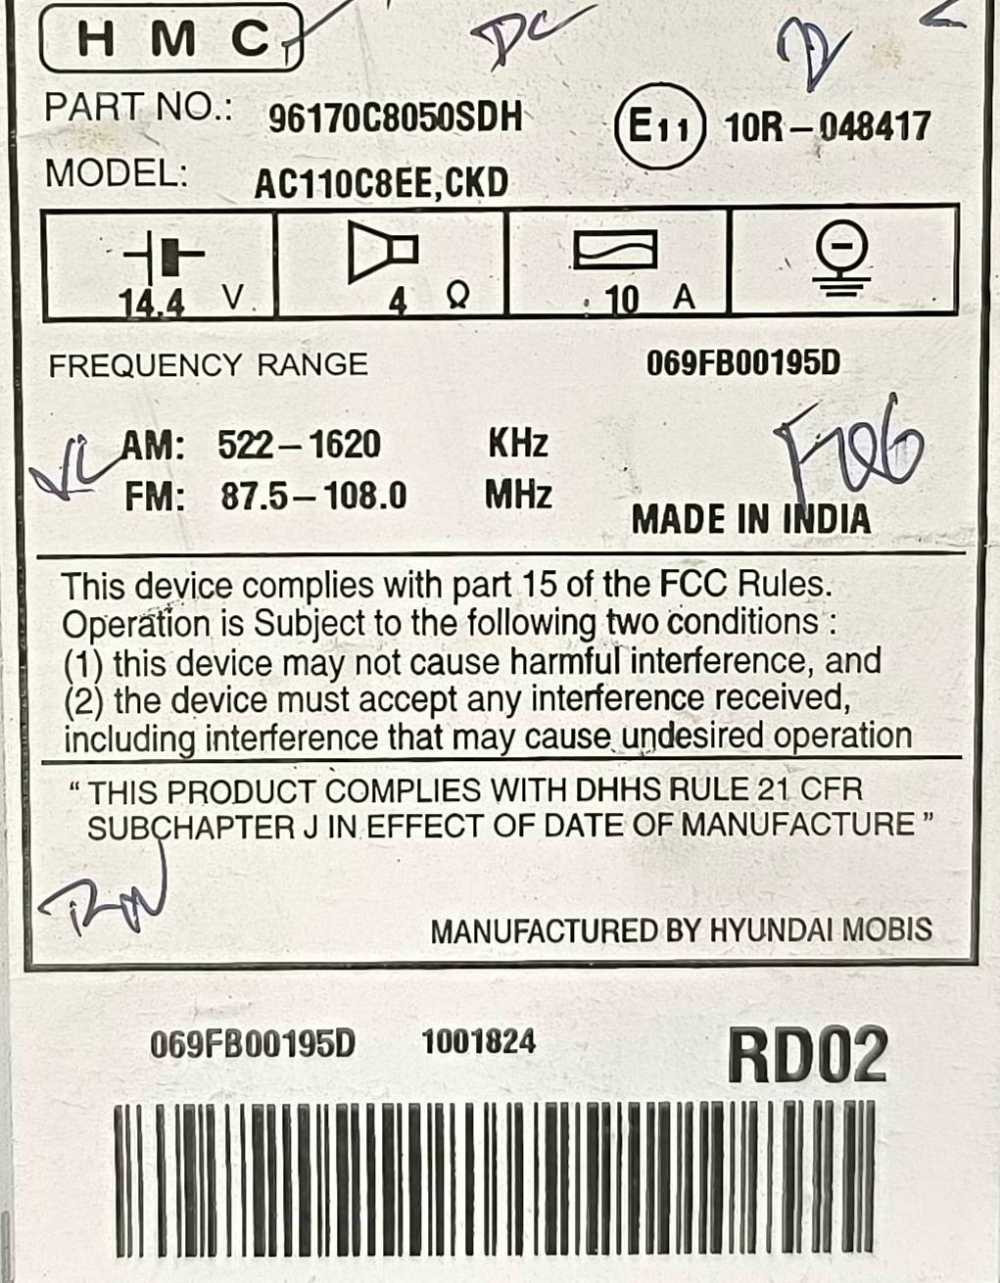 HMC
DC
PART NO.: 96170C8050SDH
E11 10R-048417
MODEL: AC110C8EE,CKD
14.4 V 4 Ω 10 A
FREQUENCY RANGE 069FB00195D
AM: 522-1620 KHz
FM: 87.5-108.0 MHz
MADE IN INDIA
This device complies with part 15 of the FCC Rules.
Operation is Subject to the following two conditions :
(1) this device may not cause harmful interference, and
(2) the device must accept any interference received,
including interference that may cause undesired operation
“ THIS PRODUCT COMPLIES WITH DHHS RULE 21 CFR
SUBCHAPTER J IN EFFECT OF DATE OF MANUFACTURE ”
MANUFACTURED BY HYUNDAI MOBIS
069FB00195D 1001824 RD02